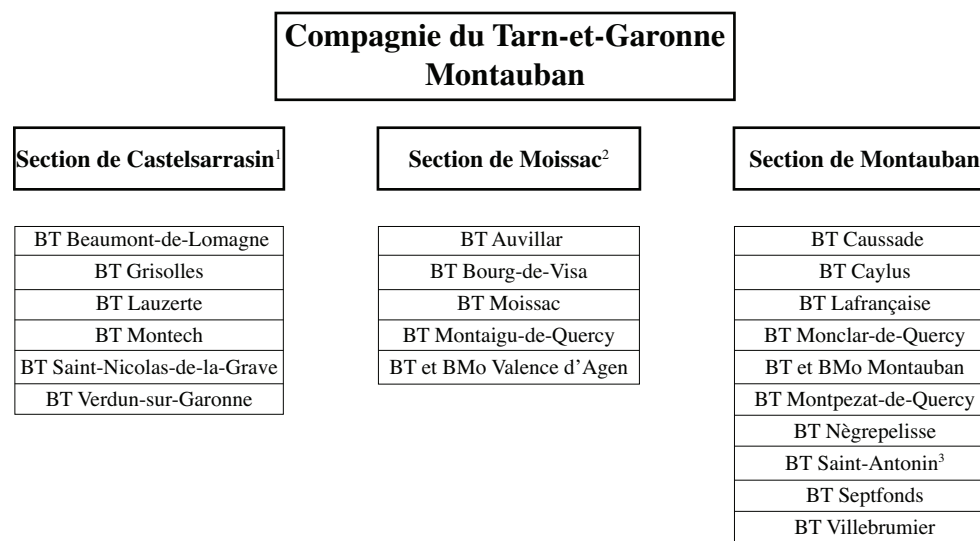 Compagnie du Tarn-et-Garonne
Montauban
Section de Castelsarrasin¹
BT Beaumont-de-Lomagne
BT Grisolles
BT Lauzerte
BT Montech
BT Saint-Nicolas-de-la-Grave
BT Verdun-sur-Garonne
Section de Moissac²
BT Auvillar
BT Bourg-de-Visa
BT Moissac
BT Montaigu-de-Quercy
BT et BMo Valence d’Agen
Section de Montauban
BT Caussade
BT Caylus
BT Lafrançaise
BT Monclar-de-Quercy
BT et BMo Montauban
BT Montpezat-de-Quercy
BT Nègrepelisse
BT Saint-Antonin³
BT Septfonds
BT Villebrumier